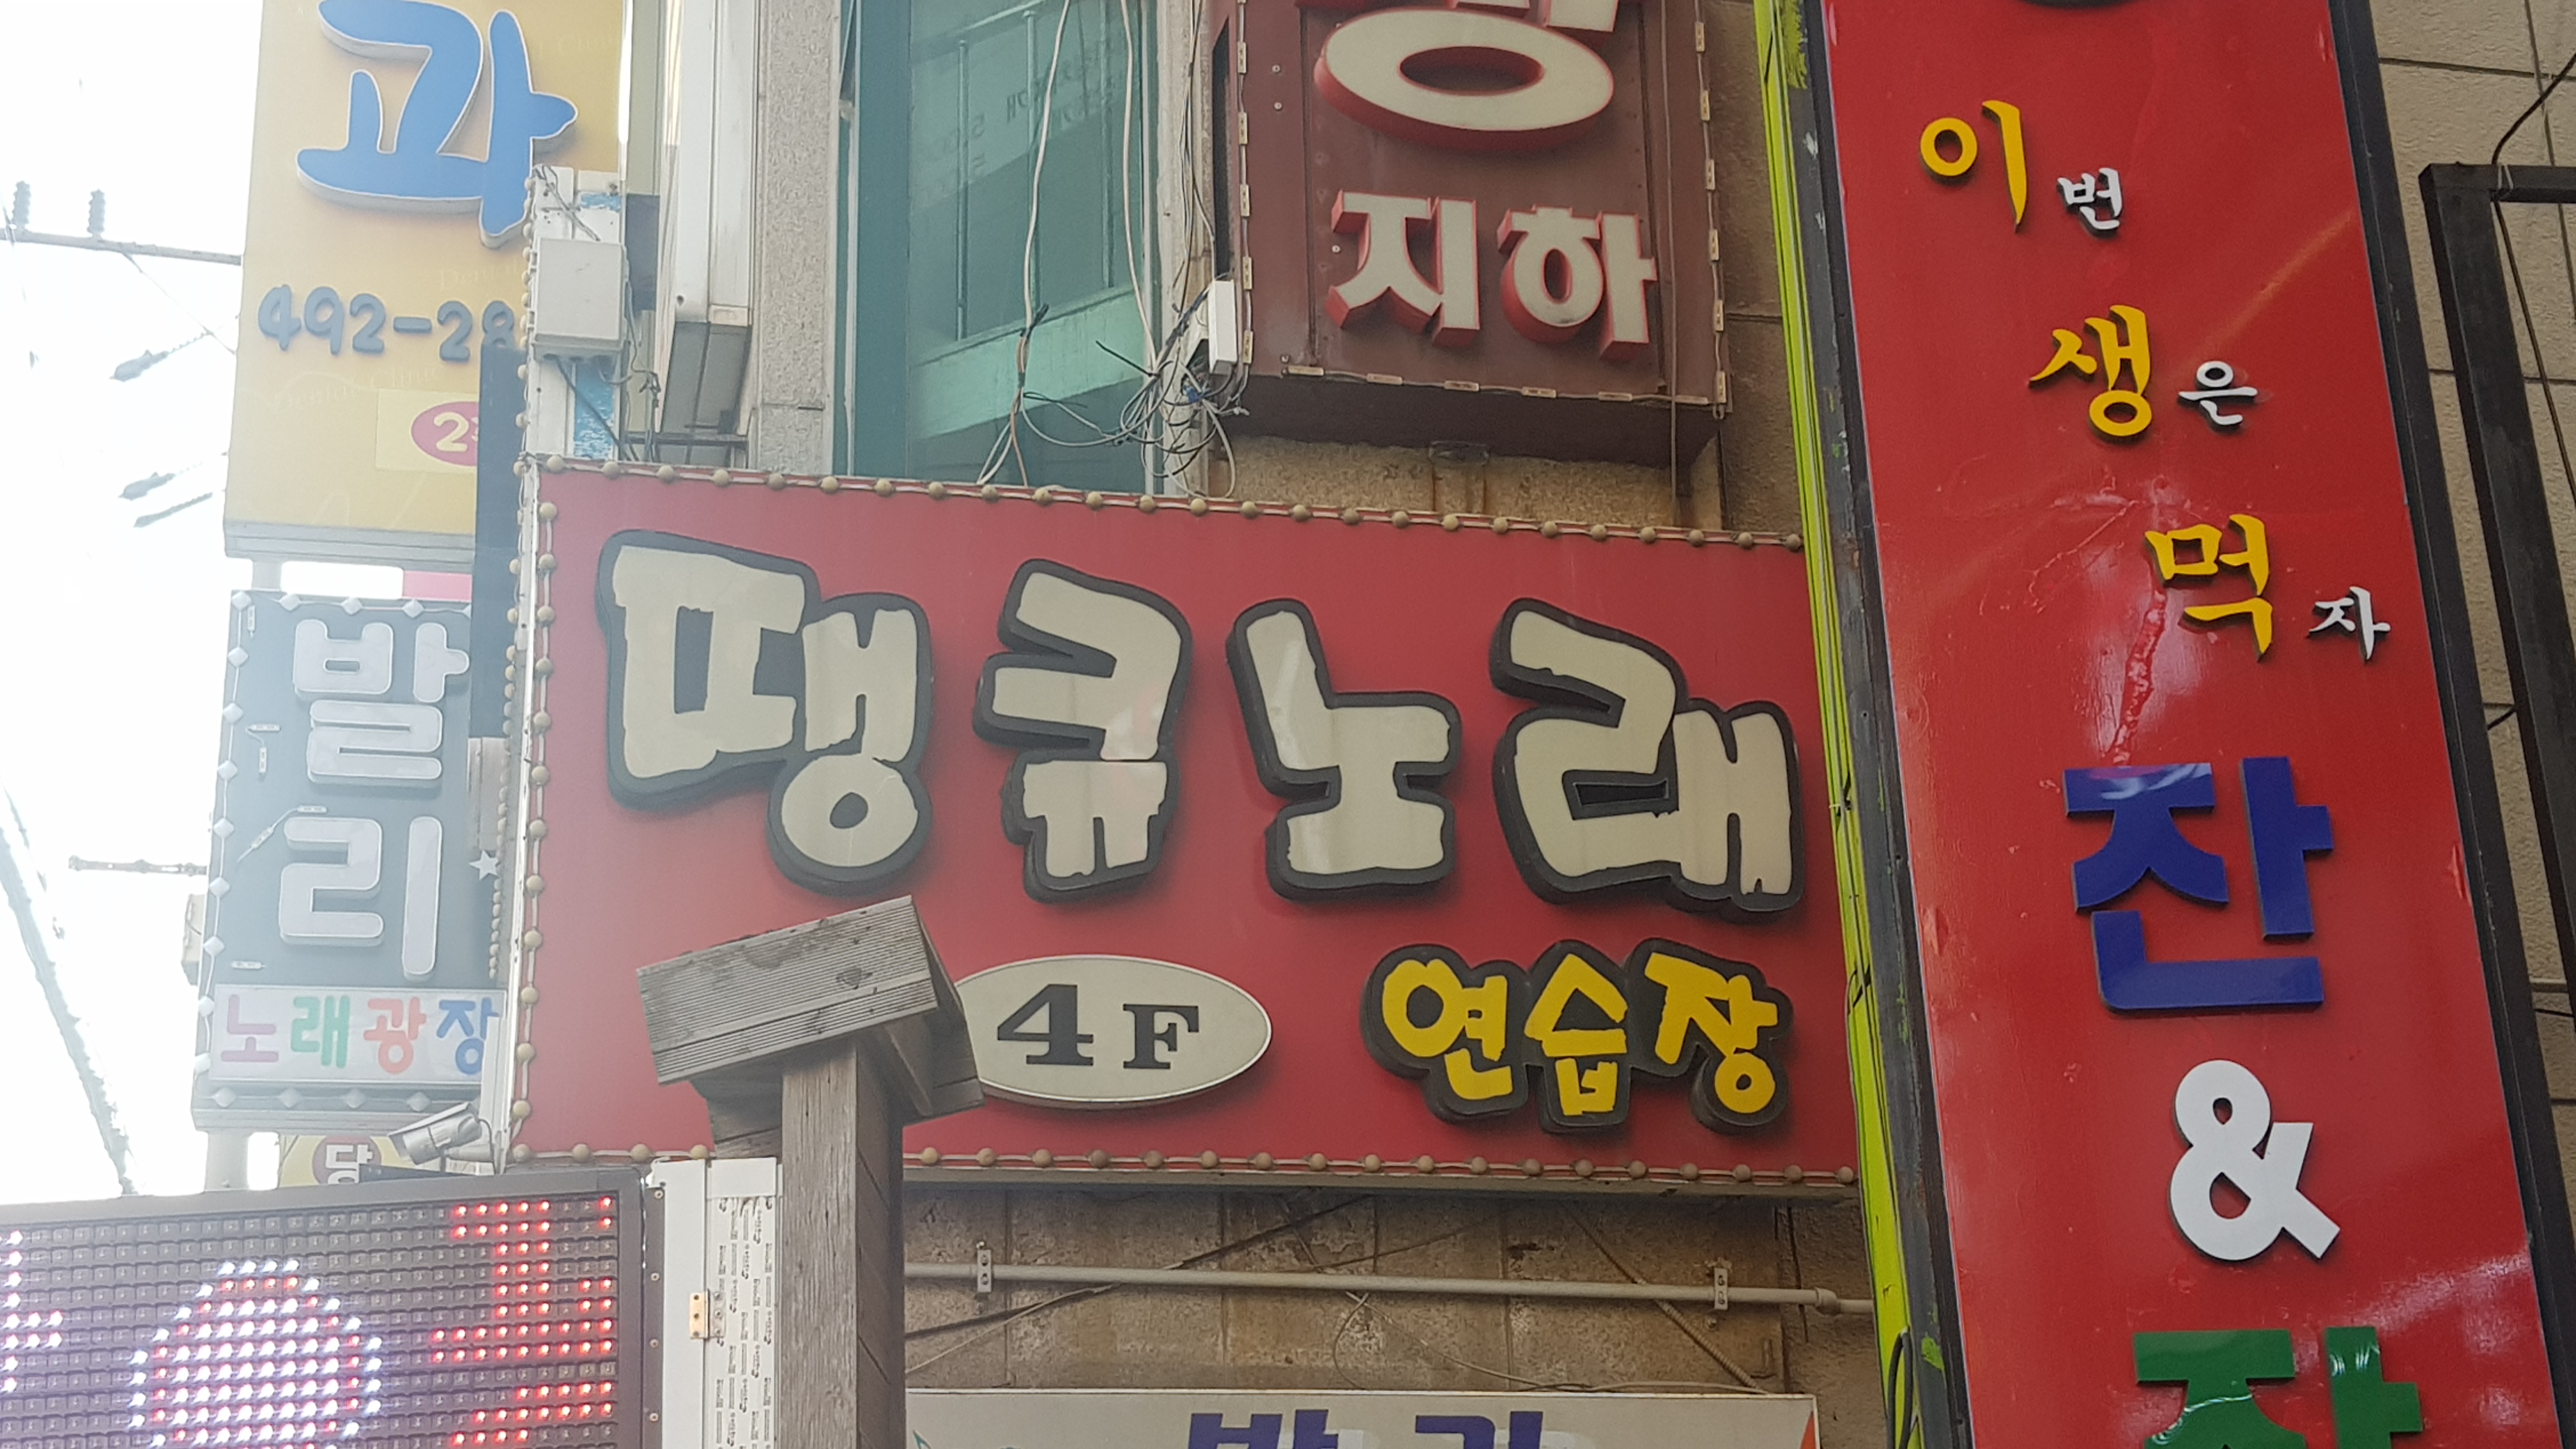 과
492-28
발
리
노래광장
지하
땡큐노래
4F
연습장
이번
생은
먹자
잔
&